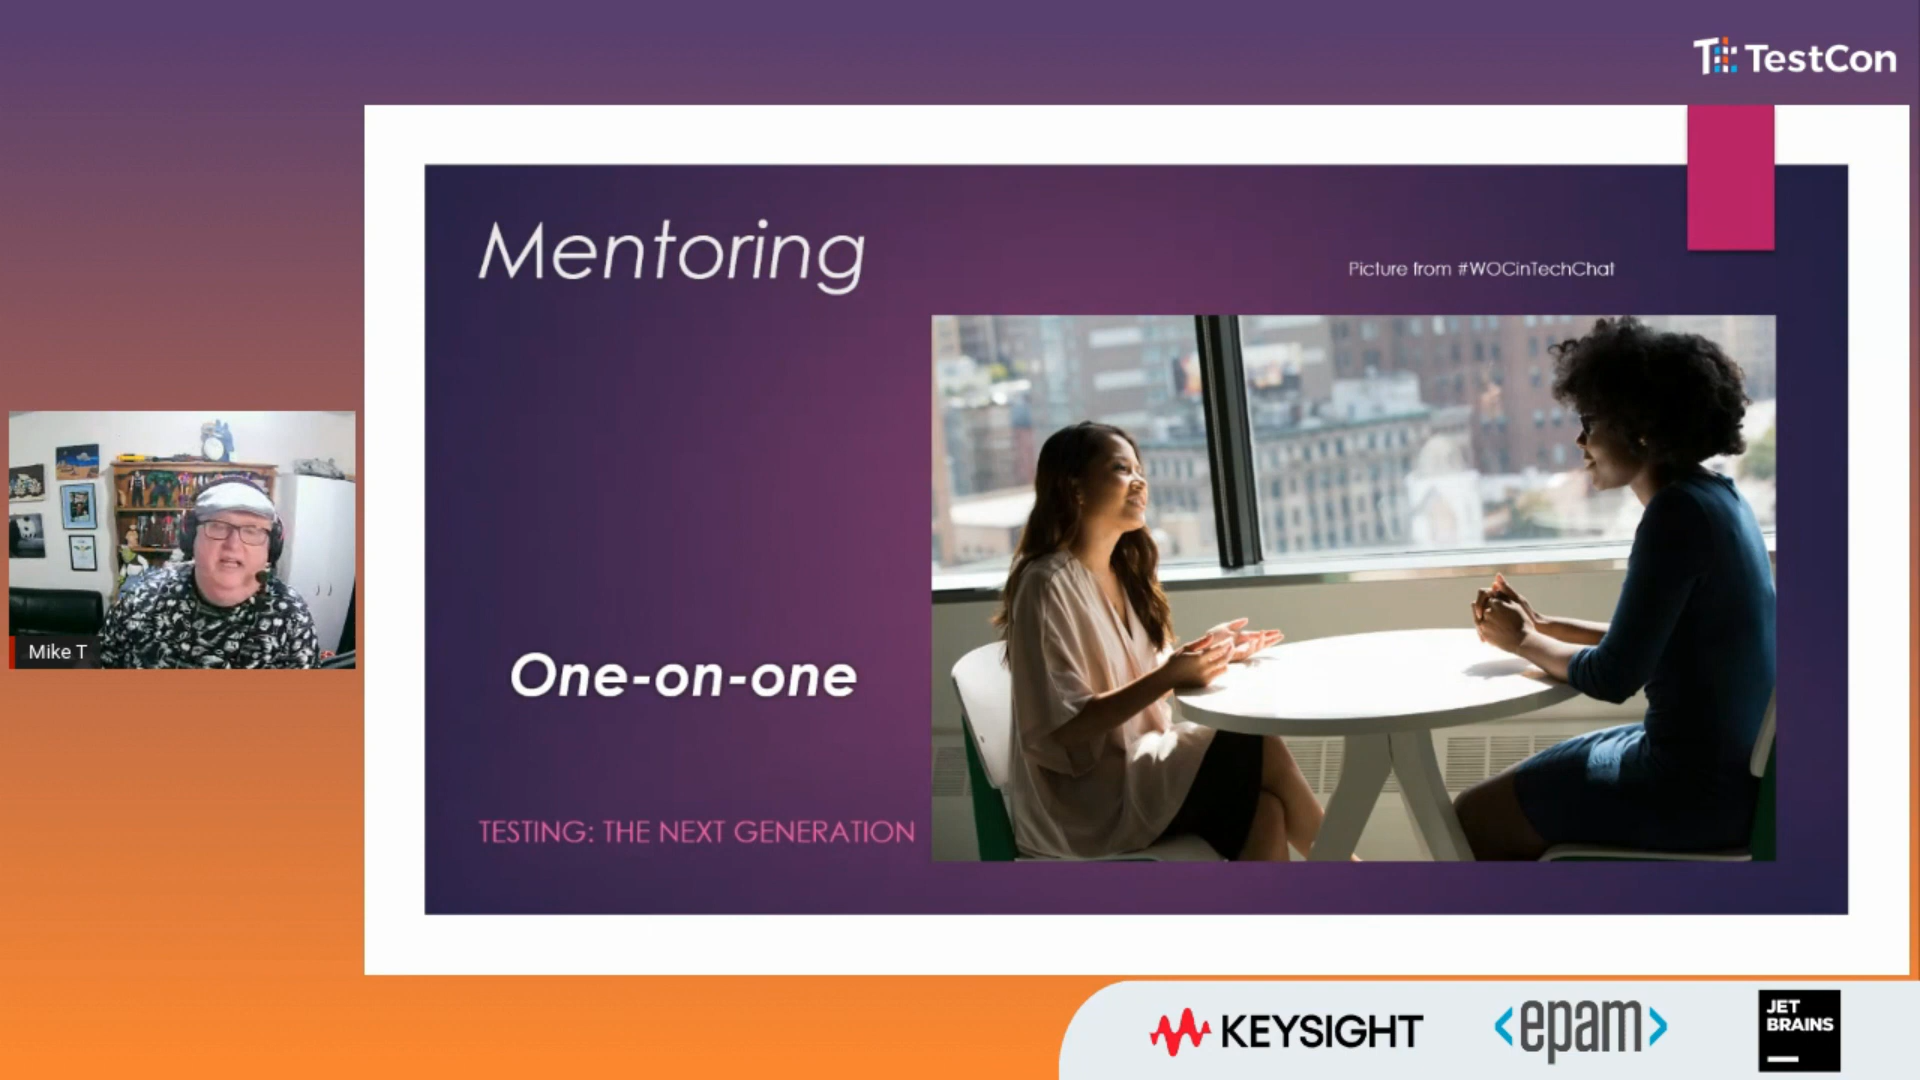 TestCon
Mentoring
Picture from #WOCinTechChat
One-on-one
TESTING: THE NEXT GENERATION
Mike T
KEYSIGHT
<epam>
JET
BRAINS